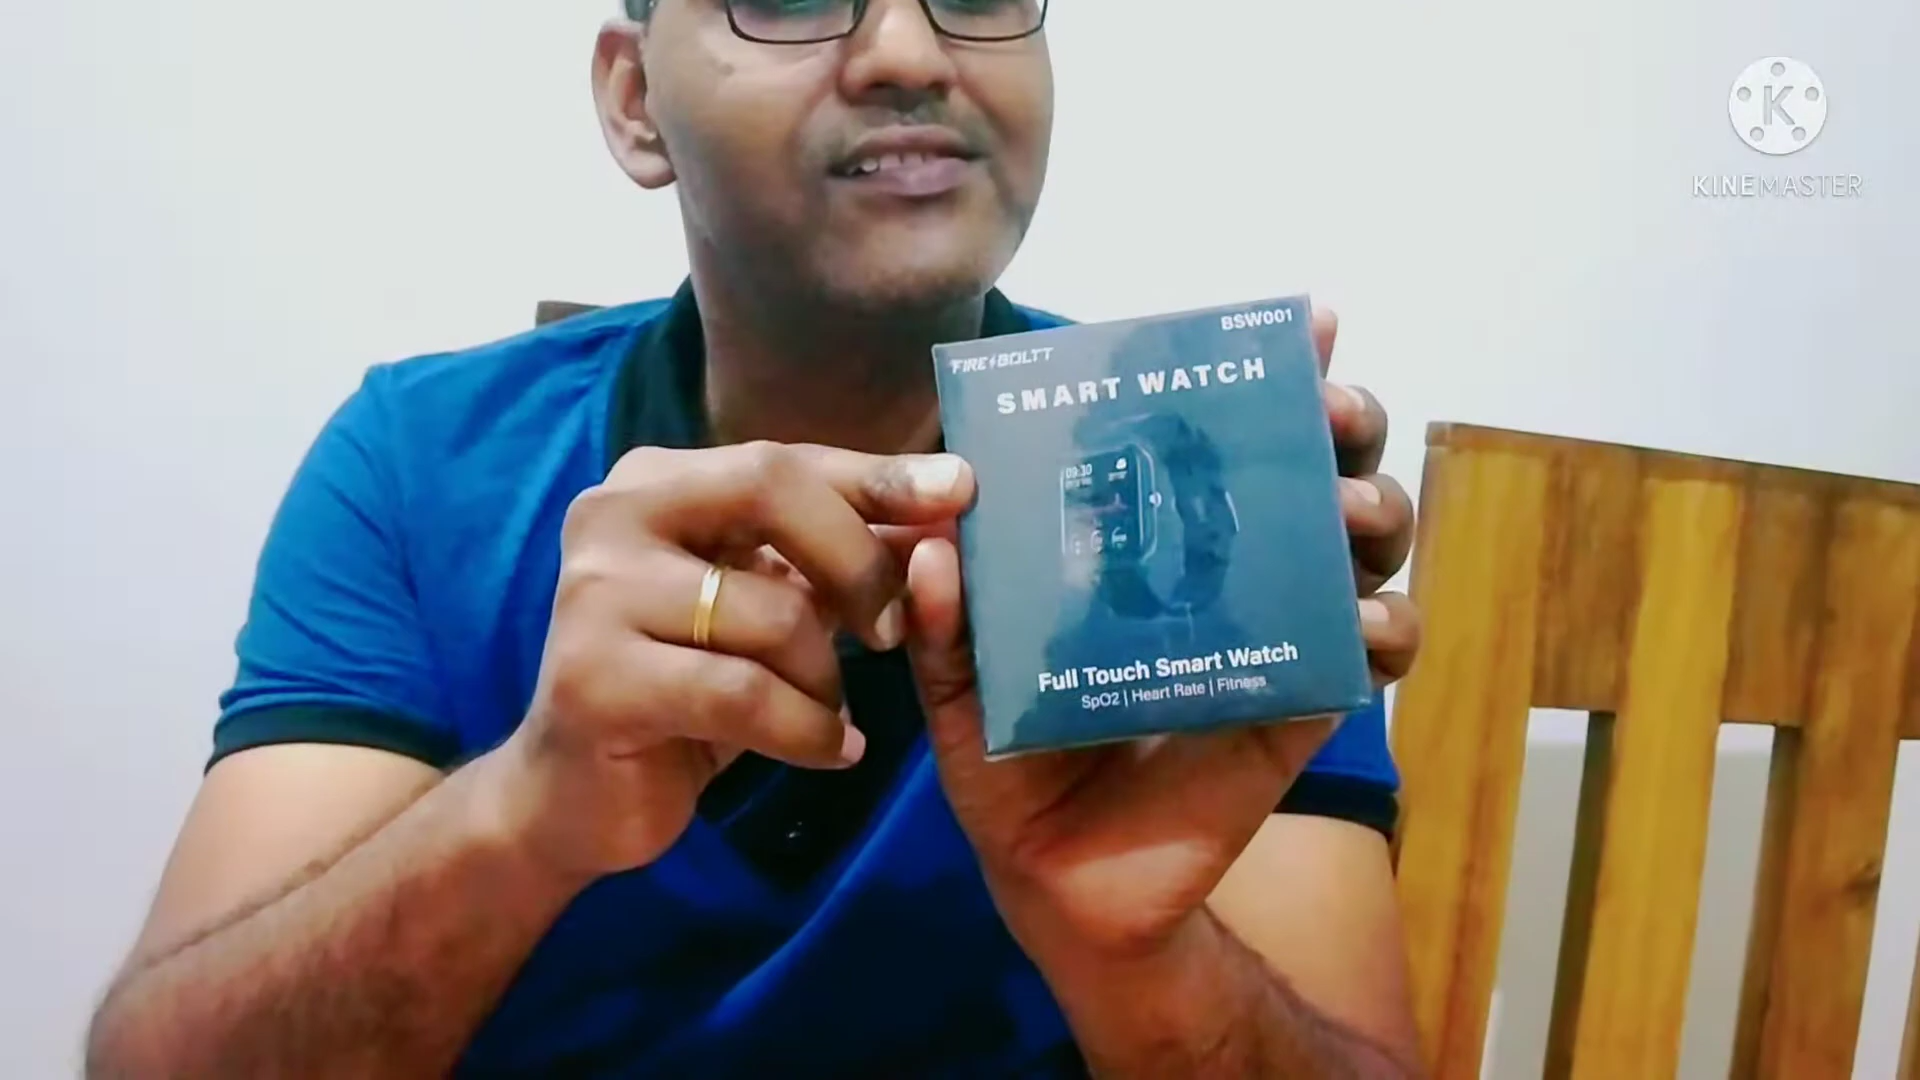 K
KINEMASTER
BSW001
FIRE BOLTT
SMART WATCH
09:30
Full Touch Smart Watch
SpO2 | Heart Rate | Fitness